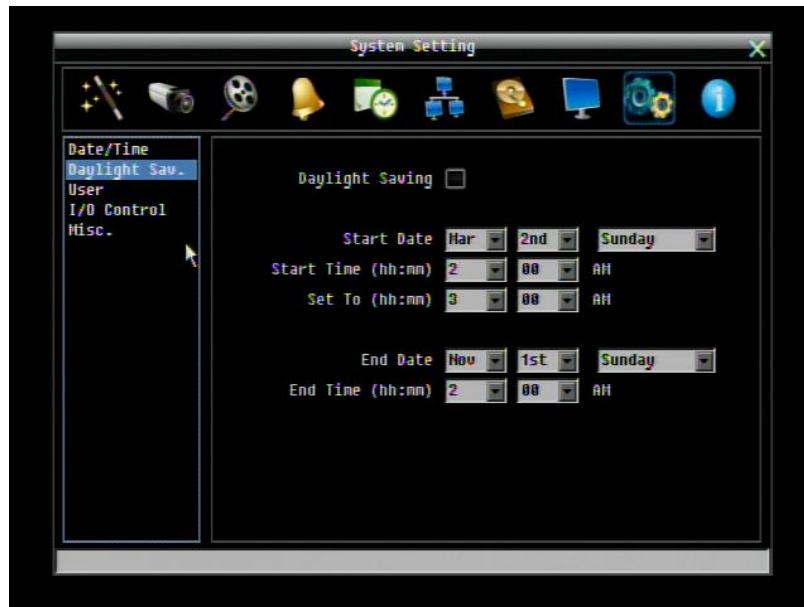 System Setting
Date/Time
Daylight Sav.
User
I/O Control
Misc.
Daylight Saving
Start Date Mar 2nd Sunday
Start Time (hh:mm) 2 00 AM
Set To (hh:mm) 3 00 AM
End Date Nov 1st Sunday
End Time (hh:mm) 2 00 AM